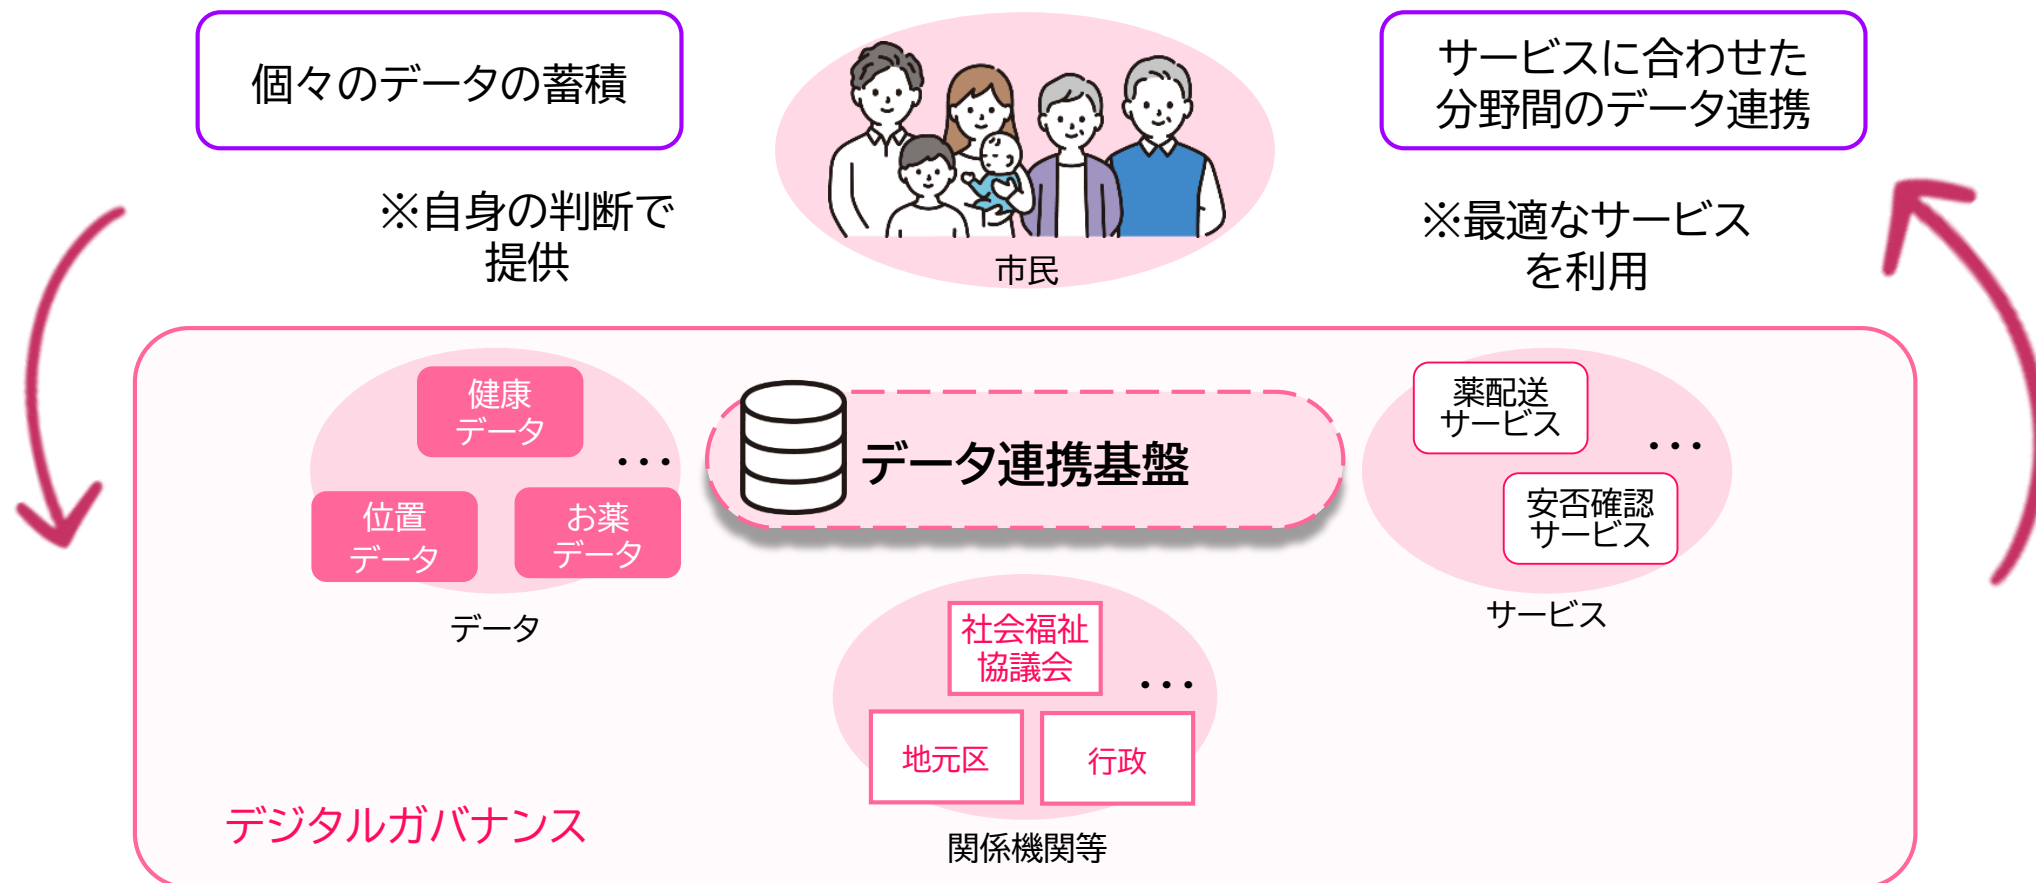 個々のデータの蓄積
サービスに合わせた
分野間のデータ連携
※自身の判断で
提供
※最適なサービス
を利用
市民
健康
データ
…
位置
データ
お薬
データ
データ
データ連携基盤
薬配送
サービス
…
安否確認
サービス
サービス
社会福祉
協議会
…
地元区
行政
関係機関等
デジタルガバナンス